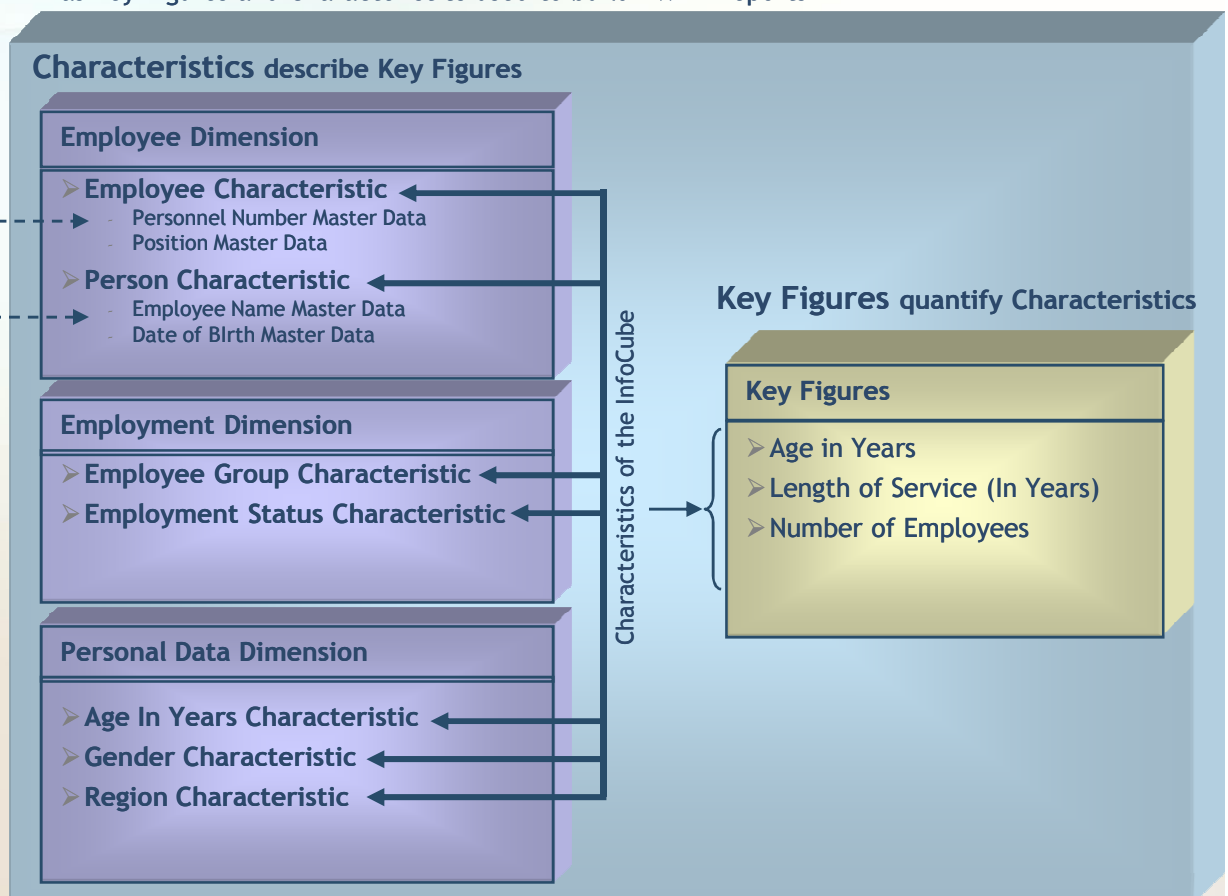 Characteristics describe Key Figures
Employee Dimension
Employee Characteristic
- Personnel Number Master Data
- Position Master Data
Person Characteristic
- Employee Name Master Data
- Date of BIrth Master Data
Employment Dimension
Employee Group Characteristic
Employment Status Characteristic
Personal Data Dimension
Age In Years Characteristic
Gender Characteristic
Region Characteristic
Characteristics of the InfoCube
Key Figures quantify Characteristics
Key Figures
Age in Years
Length of Service (In Years)
Number of Employees